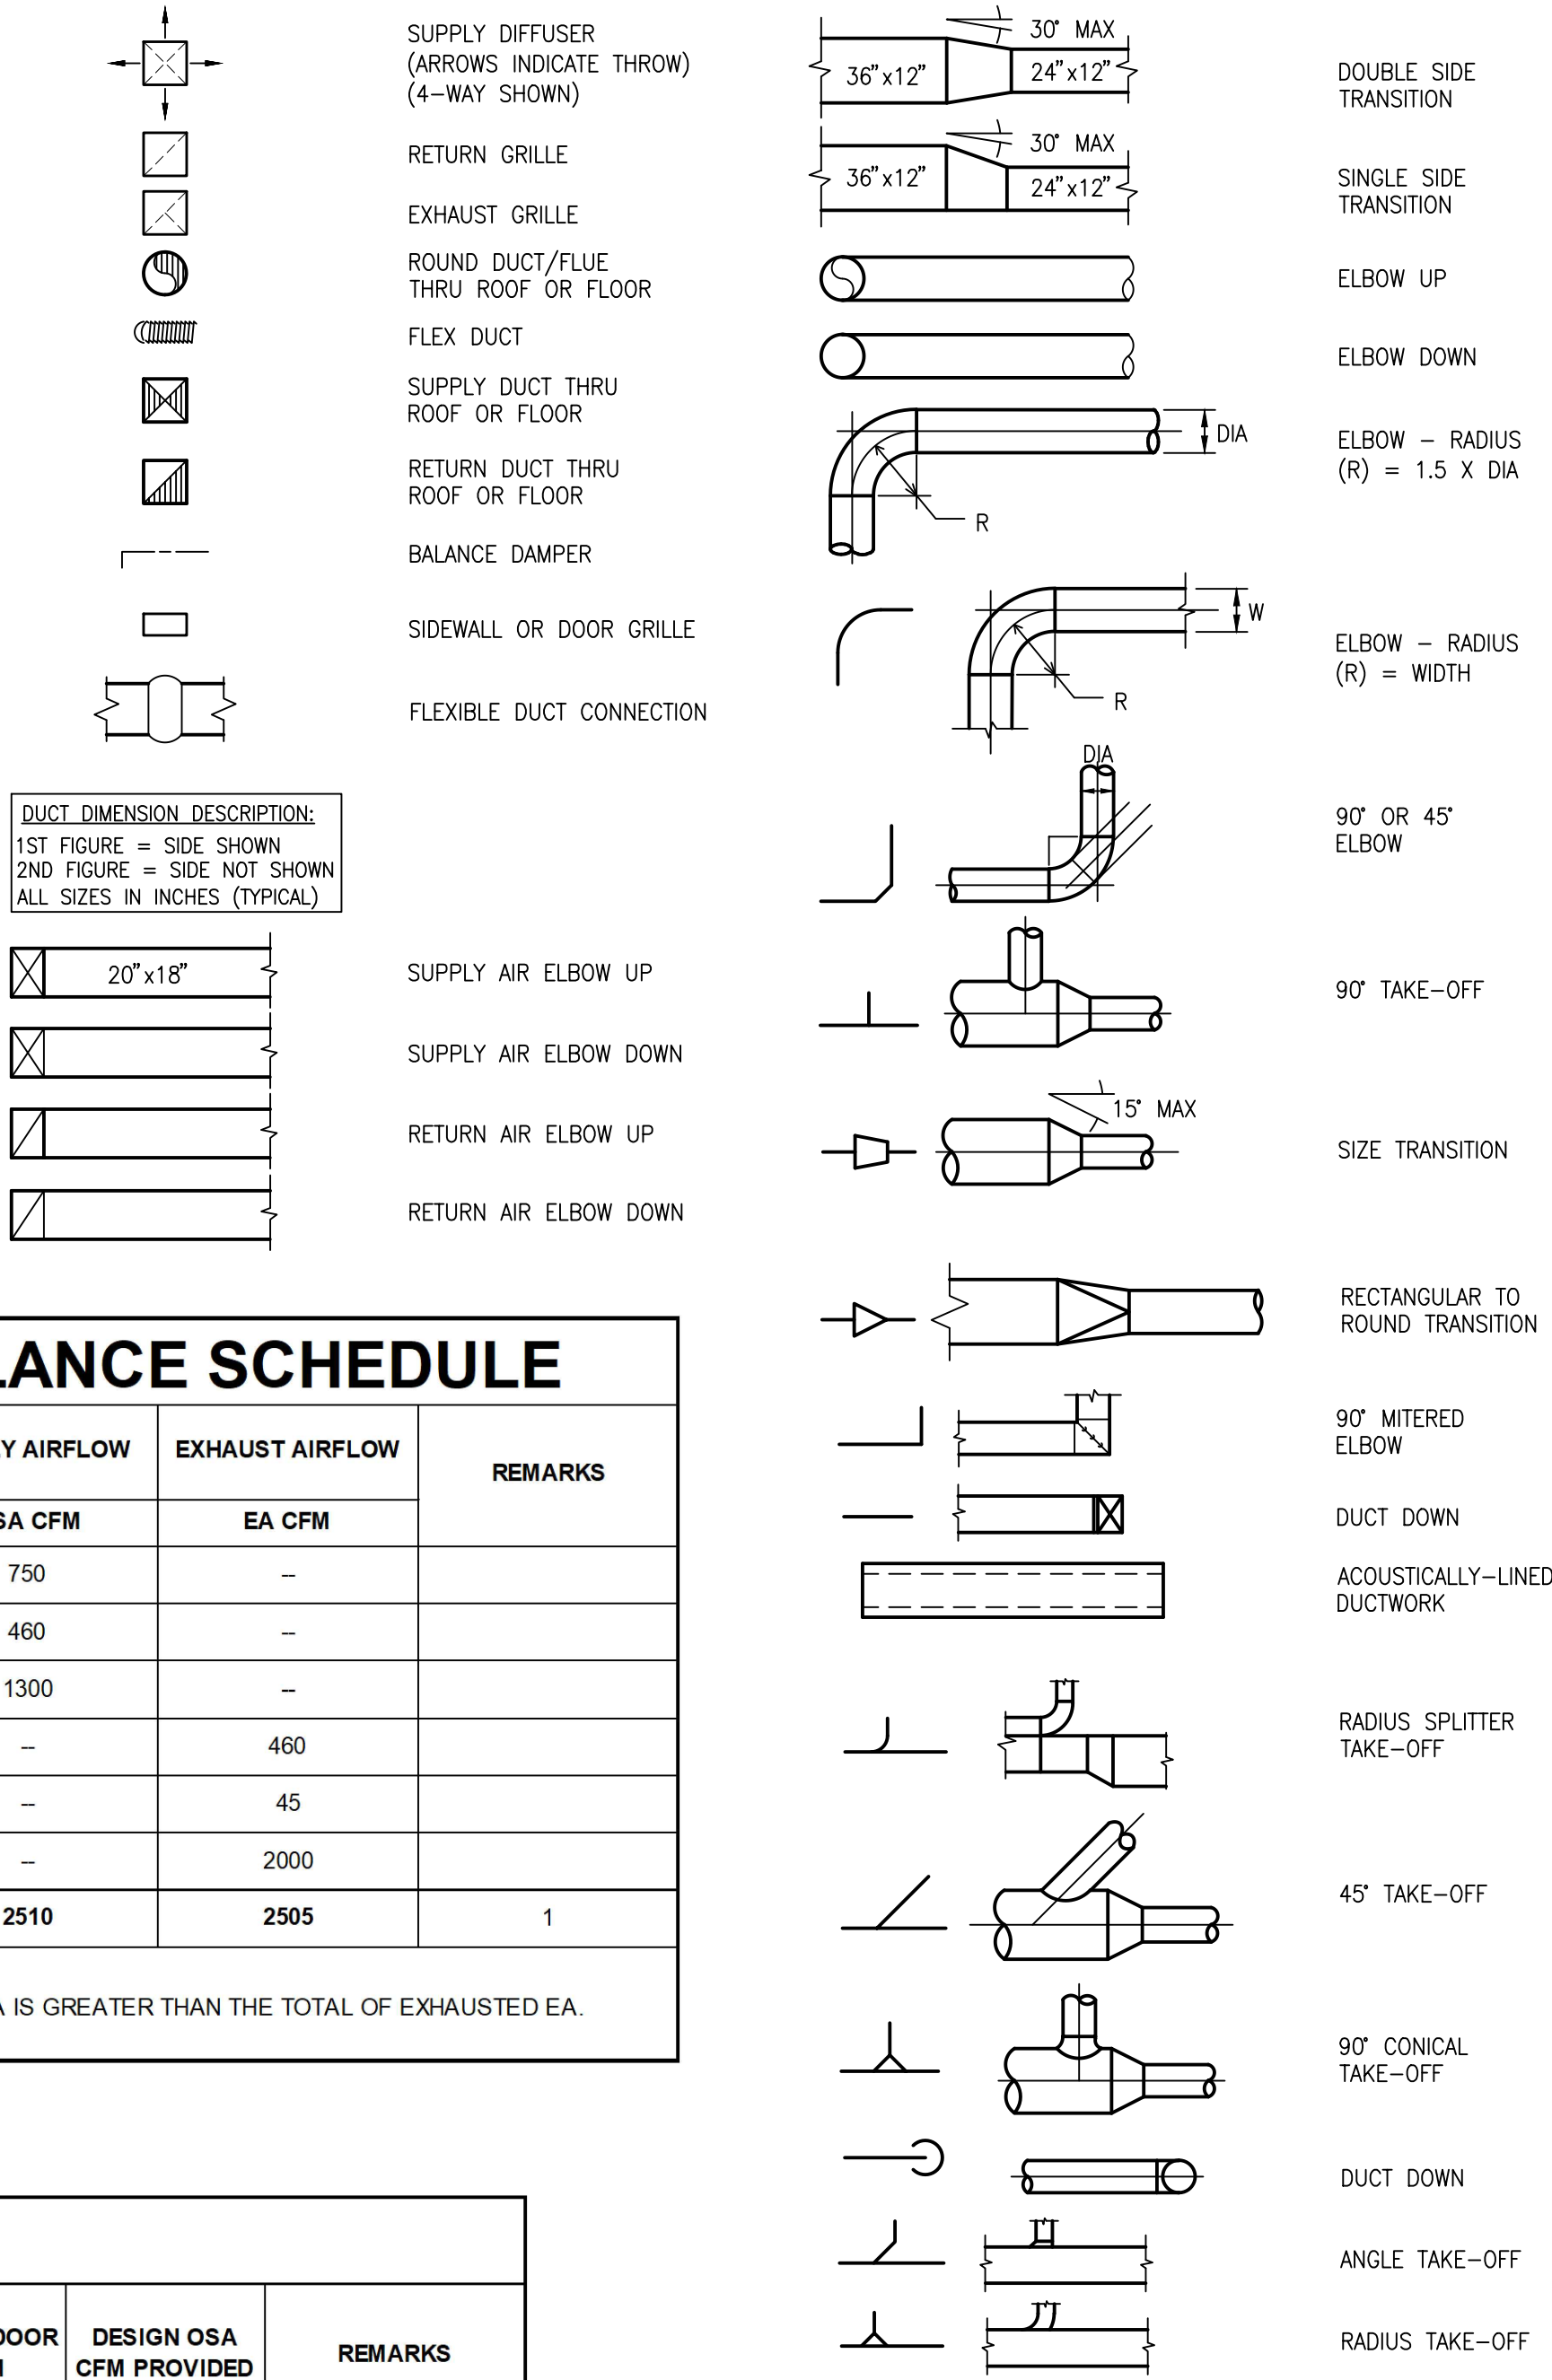 SUPPLY DIFFUSER
(ARROWS INDICATE THROW)
(4-WAY SHOWN)
RETURN GRILLE
EXHAUST GRILLE
ROUND DUCT/FLUE
THRU ROOF OR FLOOR
FLEX DUCT
SUPPLY DUCT THRU
ROOF OR FLOOR
RETURN DUCT THRU
ROOF OR FLOOR
BALANCE DAMPER
SIDEWALL OR DOOR GRILLE
FLEXIBLE DUCT CONNECTION
DUCT DIMENSION DESCRIPTION:
1ST FIGURE = SIDE SHOWN
2ND FIGURE = SIDE NOT SHOWN
ALL SIZES IN INCHES (TYPICAL)
20"x18"
SUPPLY AIR ELBOW UP
SUPPLY AIR ELBOW DOWN
RETURN AIR ELBOW UP
RETURN AIR ELBOW DOWN
LANCE SCHEDULE
Y AIRFLOW
EXHAUST AIRFLOW
REMARKS
SA CFM
EA CFM
750 --
460 --
1300 --
-- 460
-- 45
-- 2000
2510 2505 1
A IS GREATER THAN THE TOTAL OF EXHAUSTED EA.
DOOR
DESIGN OSA
CFM PROVIDED
REMARKS
30° MAX
36"x12"
24"x12"
DOUBLE SIDE
TRANSITION
30° MAX
36"x12"
24"x12"
SINGLE SIDE
TRANSITION
ELBOW UP
ELBOW DOWN
DIA
R
ELBOW - RADIUS
(R) = 1.5 X DIA
W
R
ELBOW - RADIUS
(R) = WIDTH
DIA
90° OR 45°
ELBOW
90° TAKE-OFF
15° MAX
SIZE TRANSITION
RECTANGULAR TO
ROUND TRANSITION
90° MITERED
ELBOW
DUCT DOWN
ACOUSTICALLY-LINED
DUCTWORK
RADIUS SPLITTER
TAKE-OFF
45° TAKE-OFF
90° CONICAL
TAKE-OFF
DUCT DOWN
ANGLE TAKE-OFF
RADIUS TAKE-OFF